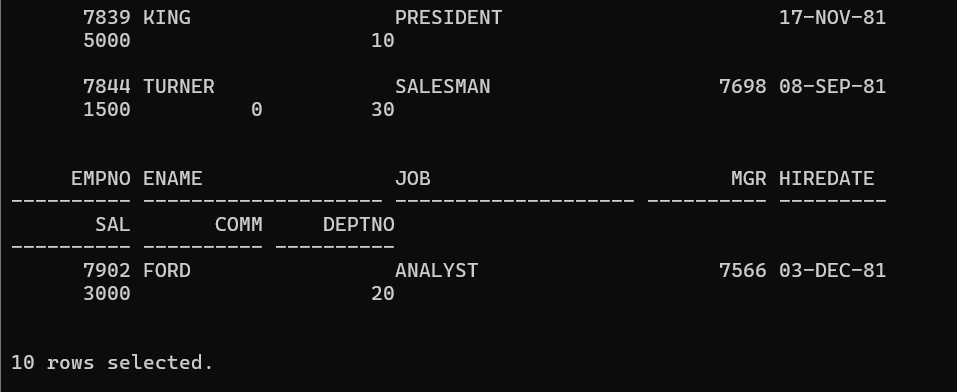 7839 KING                 PRESIDENT                       17-NOV-81
      5000                    10
      7844 TURNER               SALESMAN                   7698 08-SEP-81
      1500          0         30
     EMPNO ENAME                JOB                         MGR HIREDATE
---------- -------------------- -------------------- ---------- ---------
       SAL       COMM     DEPTNO
---------- ---------- ----------
      7902 FORD                 ANALYST                    7566 03-DEC-81
      3000                    20
10 rows selected.